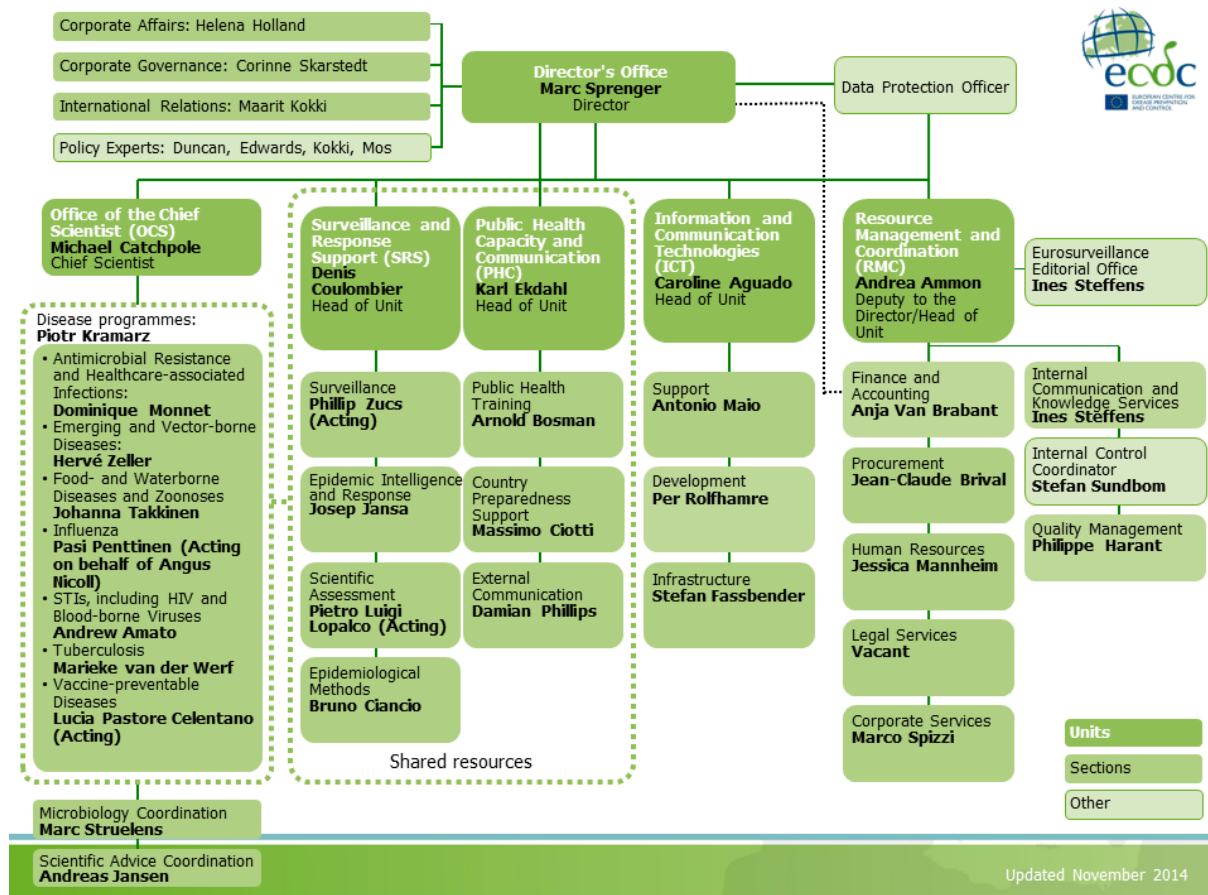 Corporate Affairs: Helena Holland
Corporate Governance: Corinne Skarstedt
International Relations: Maarit Kokki
Policy Experts: Duncan, Edwards, Kokki, Mos
Director's Office
Marc Sprenger
Director
Data Protection Officer
ecdc
EUROPEAN CENTRE FOR
DISEASE PREVENTION
AND CONTROL
Office of the Chief
Scientist (OCS)
Michael Catchpole
Chief Scientist
Surveillance and
Response
Support (SRS)
Denis
Coulombier
Head of Unit
Public Health
Capacity and
Communication
(PHC)
Karl Ekdahl
Head of Unit
Information and
Communication
Technologies
(ICT)
Caroline Aguado
Head of Unit
Resource
Management and
Coordination
(RMC)
Andrea Ammon
Deputy to the
Director/Head of
Unit
Eurosurveillance
Editorial Office
Ines Steffens
Disease programmes:
Piotr Kramarz
• Antimicrobial Resistance
and Healthcare-associated
Infections:
Dominique Monnet
• Emerging and Vector-borne
Diseases:
Hervé Zeller
• Food- and Waterborne
Diseases and Zoonoses
Johanna Takkinen
• Influenza
Pasi Penttinen (Acting
on behalf of Angus
Nicoll)
• STIs, including HIV and
Blood-borne Viruses
Andrew Amato
• Tuberculosis
Marieke van der Werf
• Vaccine-preventable
Diseases
Lucia Pastore Celentano
(Acting)
Surveillance
Phillip Zucs
(Acting)
Epidemic Intelligence
and Response
Josep Jansa
Scientific
Assessment
Pietro Luigi
Lopalco (Acting)
Epidemiological
Methods
Bruno Ciancio
Public Health
Training
Arnold Bosman
Country
Preparedness
Support
Massimo Ciotti
External
Communication
Damian Phillips
Shared resources
Support
Antonio Maio
Development
Per Rolfhamre
Infrastructure
Stefan Fassbender
Finance and
Accounting
Anja Van Brabant
Procurement
Jean-Claude Brival
Human Resources
Jessica Mannheim
Legal Services
Vacant
Corporate Services
Marco Spizzi
Internal
Communication and
Knowledge Services
Ines Steffens
Internal Control
Coordinator
Stefan Sundbom
Quality Management
Philippe Harant
Units
Sections
Other
Microbiology Coordination
Marc Struelens
Scientific Advice Coordination
Andreas Jansen
Updated November 2014